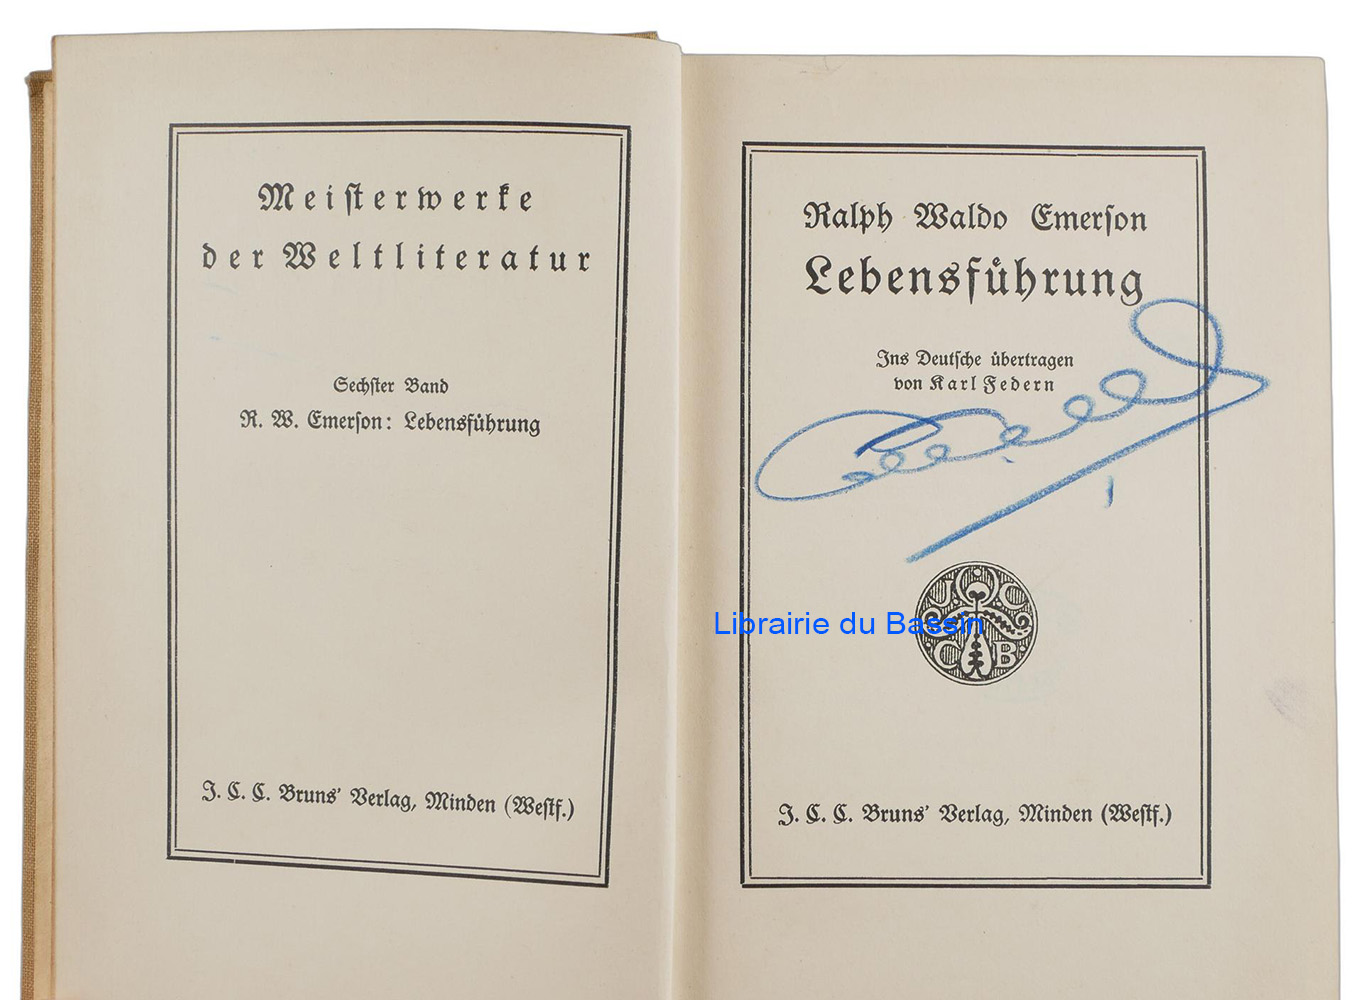 Meisterwerke
der Weltliteratur
Sechster Band
R. W. Emerson: Lebensführung
J. C. C. Bruns' Verlag, Minden (Westf.)
Ralph Waldo Emerson
Lebensführung
Ins Deutsche übertragen
von Karl Federn
J C
C B
Librairie du Bassin
J. C. C. Bruns' Verlag, Minden (Westf.)